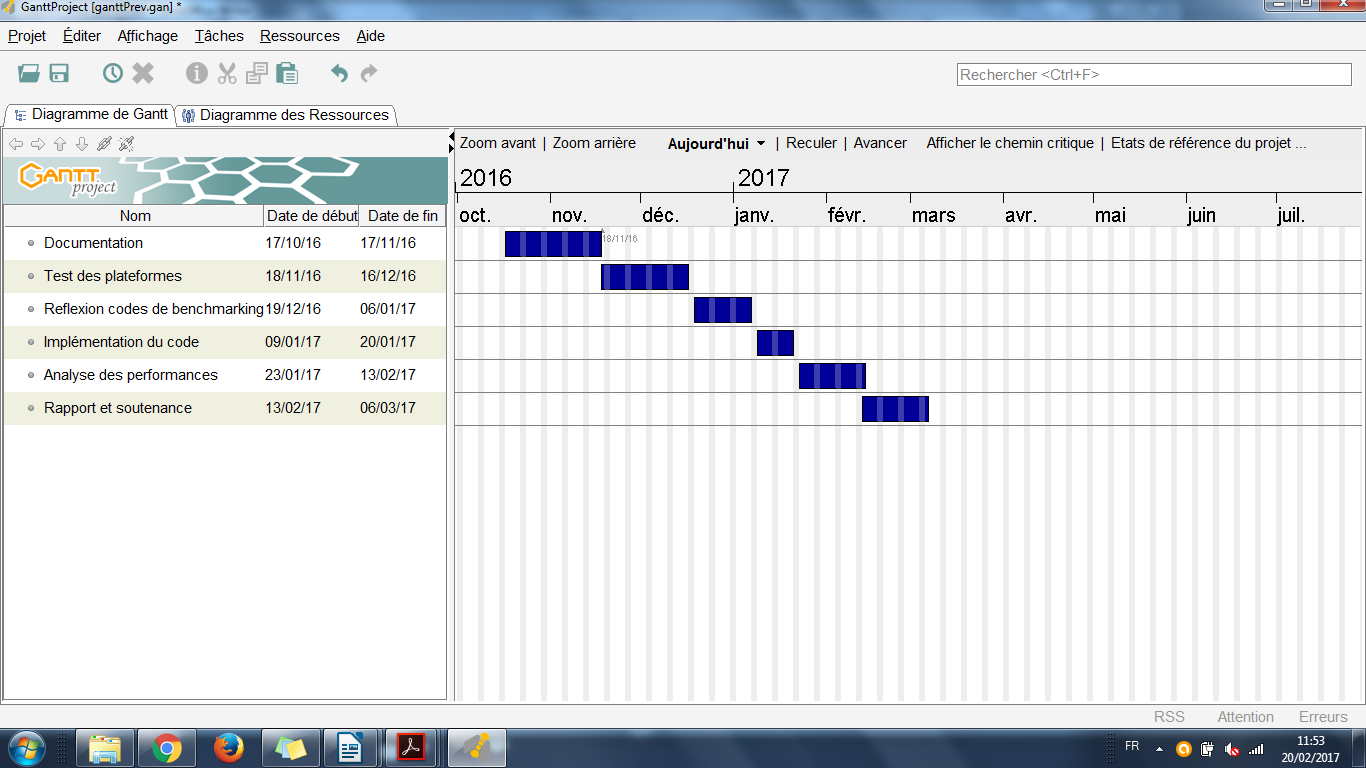 GanttProject [ganttPrev.gan] *
Projet Éditer Affichage Tâches Ressources Aide
Rechercher <Ctrl+F>
Diagramme de Gantt Diagramme des Ressources
Zoom avant | Zoom arrière Aujourd'hui | Reculer | Avancer Afficher le chemin critique | Etats de référence du projet ...
GANTT project
2016 2017
Nom Date de début Date de fin
oct. nov. déc. janv. févr. mars avr. mai juin juil.
Documentation 17/10/16 17/11/16
18/11/16
Test des plateformes 18/11/16 16/12/16
Reflexion codes de benchmarking 19/12/16 06/01/17
Implémentation du code 09/01/17 20/01/17
Analyse des performances 23/01/17 13/02/17
Rapport et soutenance 13/02/17 06/03/17
RSS Attention Erreurs
FR
11:53
20/02/2017